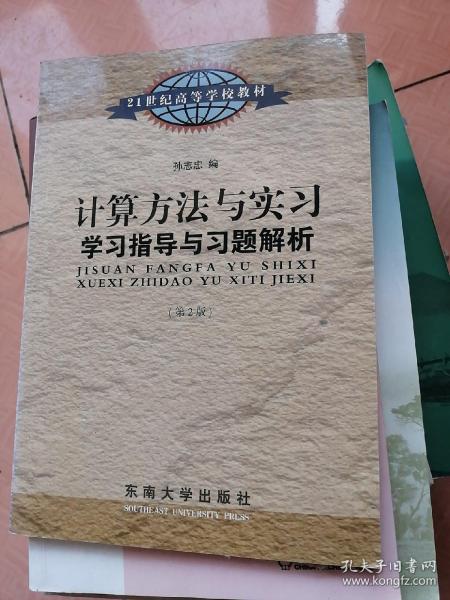 21世纪高等学校教材
孙志忠 编
计算方法与实习
学习指导与习题解析
JISUAN FANGFA YU SHIXI
XUEXI ZHIDAO YU XITI JIEXI
(第2版)
东南大学出版社
SOUTHEAST UNIVERSITY PRESS
孔夫子旧书网
www.kongfz.com